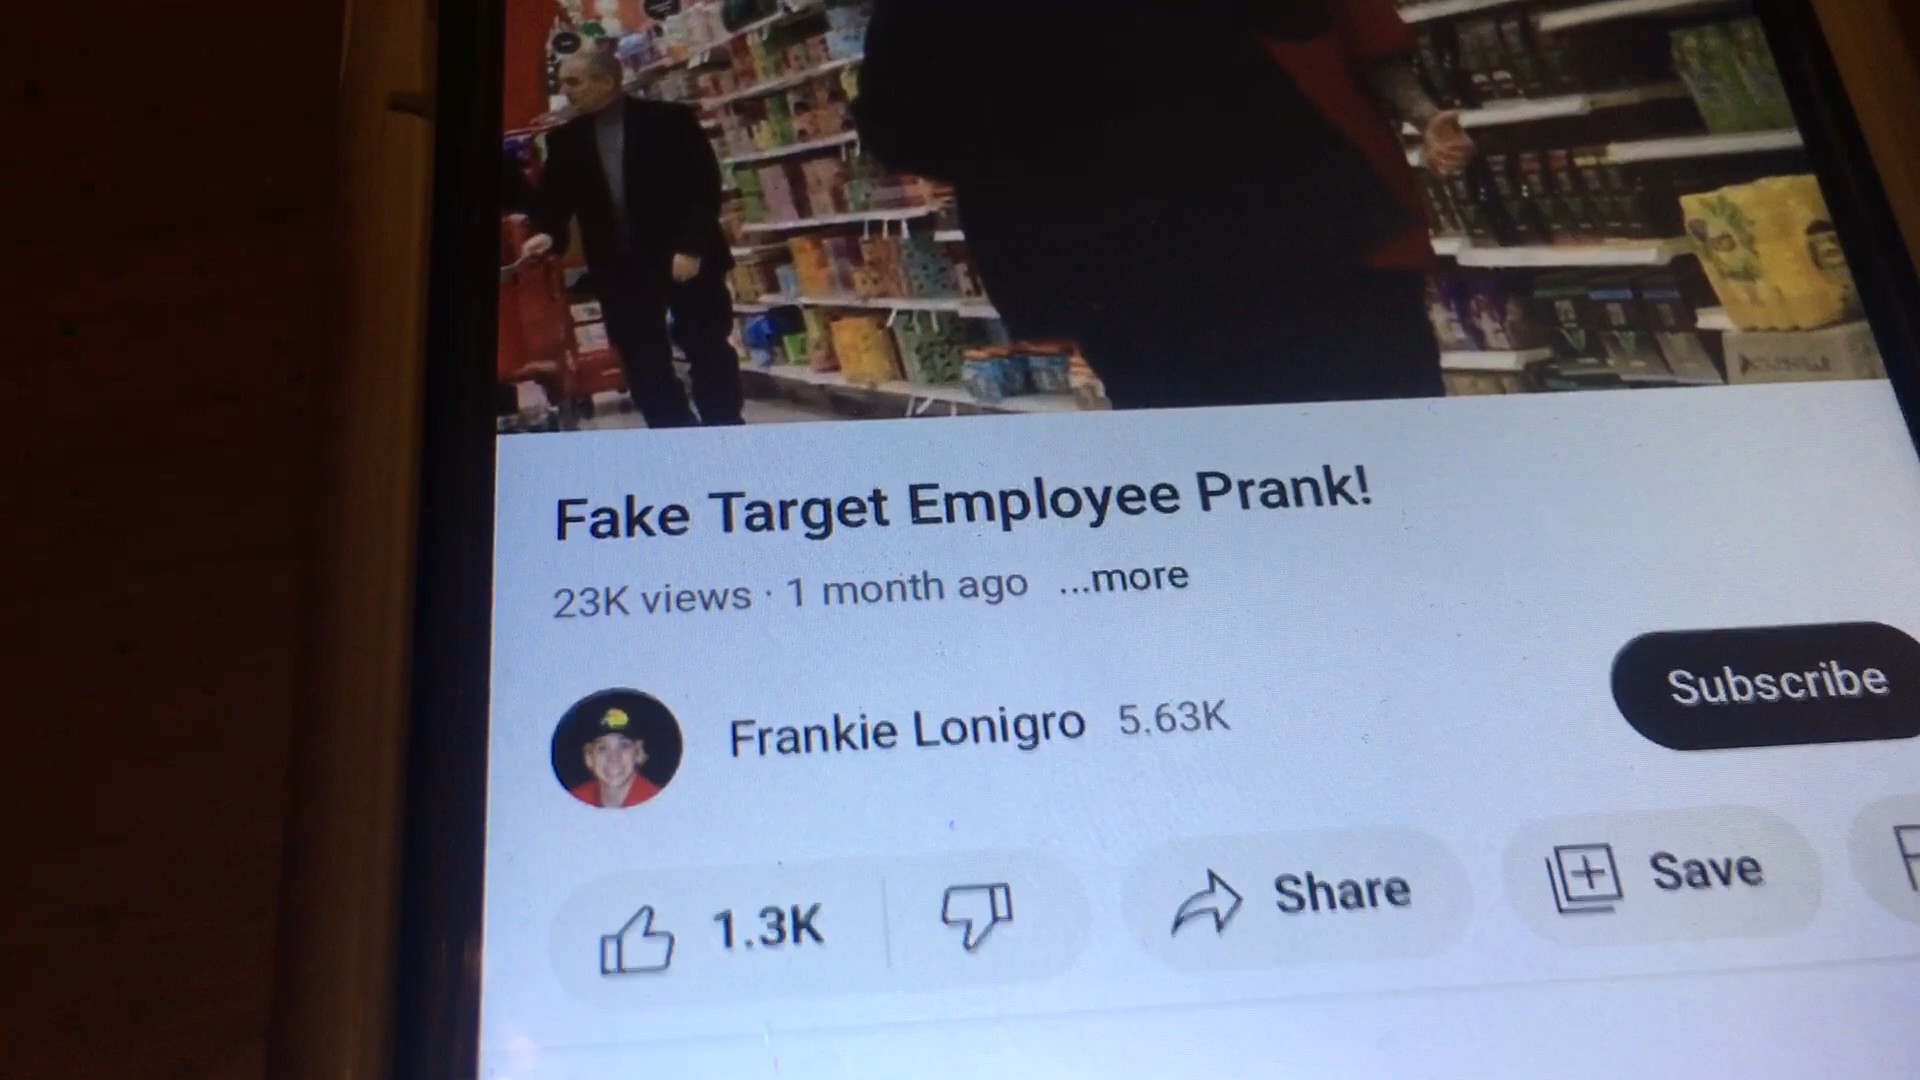 Fake Target Employee Prank!
23K views · 1 month ago ...more
Frankie Lonigro 5.63K
Subscribe
1.3K
Share
Save